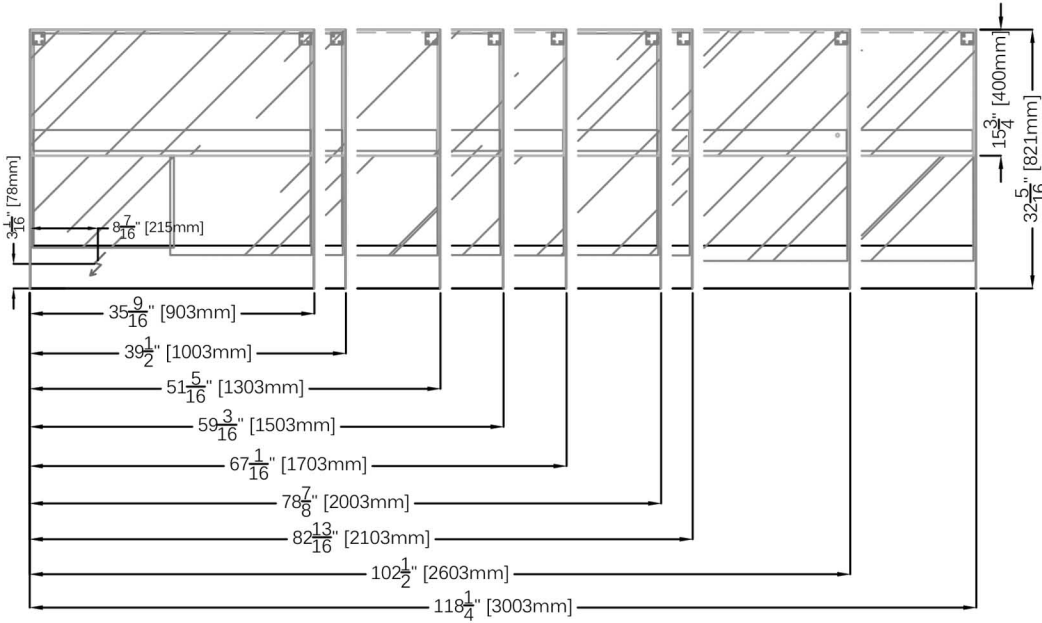 15 3/4" [400mm]
32 5/16" [821mm]
3 1/16" [78mm]
8 7/16" [215mm]
35 9/16" [903mm]
39 1/2" [1003mm]
51 5/16" [1303mm]
59 3/16" [1503mm]
67 1/16" [1703mm]
78 7/8" [2003mm]
82 13/16" [2103mm]
102 1/2" [2603mm]
118 1/4" [3003mm]